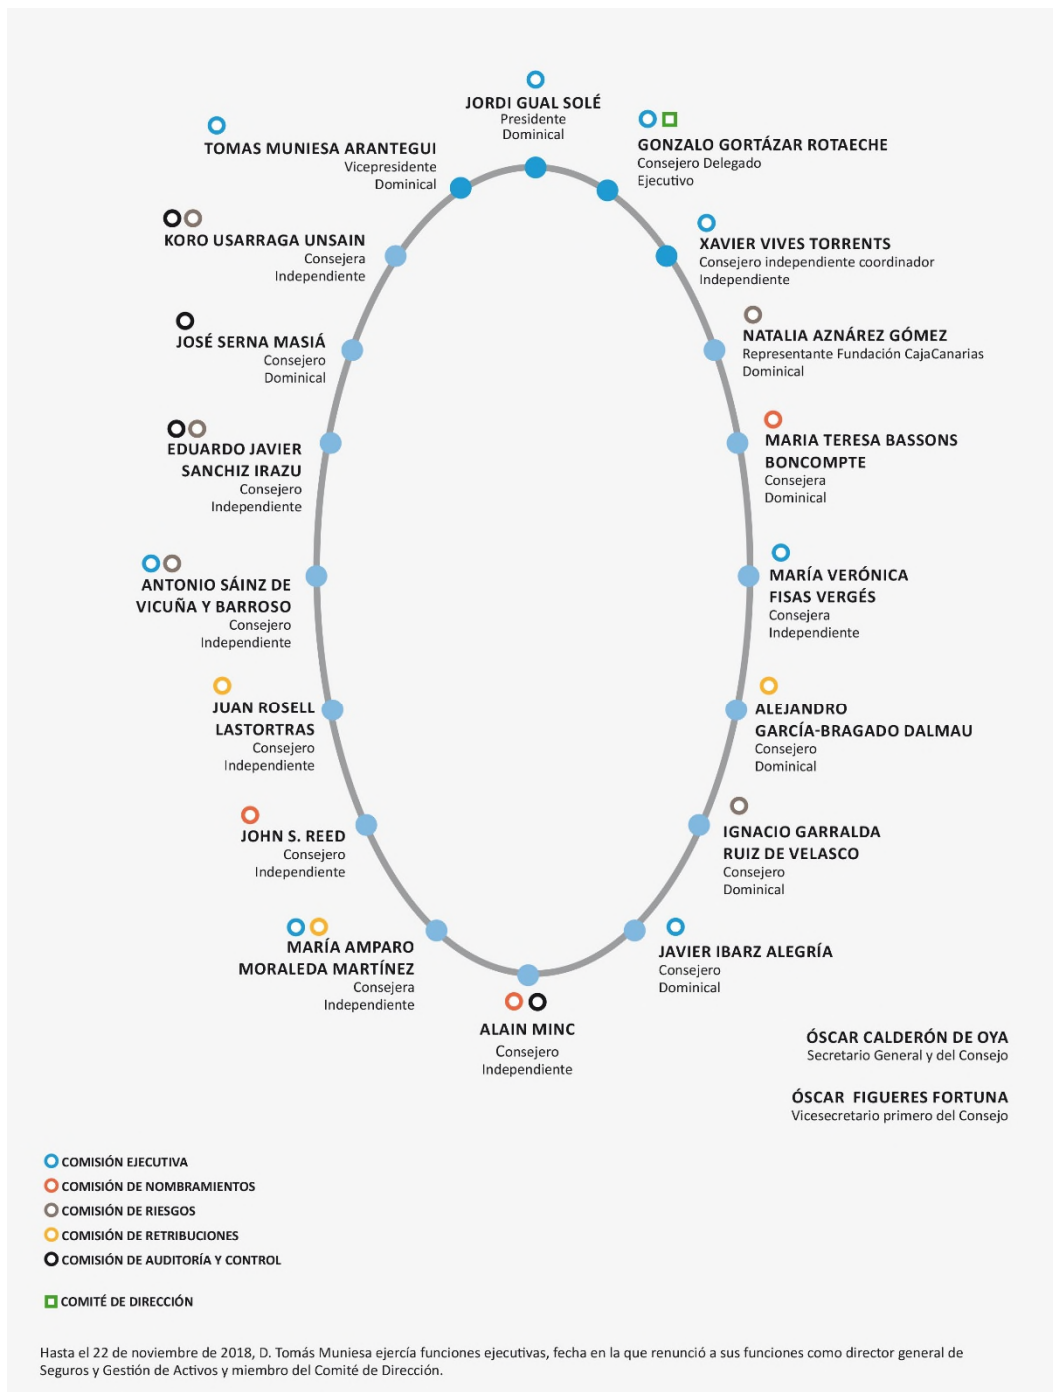 JORDI GUAL SOLÉ
Presidente
Dominical
GONZALO GORTÁZAR ROTAECHE
Consejero Delegado
Ejecutivo
XAVIER VIVES TORRENTS
Consejero independiente coordinador
Independiente
NATALIA AZNÁREZ GÓMEZ
Representante Fundación CajaCanarias
Dominical
MARIA TERESA BASSONS
BONCOMPTE
Consejera
Dominical
MARÍA VERÓNICA
FISAS VERGÉS
Consejera
Independiente
ALEJANDRO
GARCÍA-BRAGADO DALMAU
Consejero
Dominical
IGNACIO GARRALDA
RUIZ DE VELASCO
Consejero
Dominical
JAVIER IBARZ ALEGRÍA
Consejero
Dominical
ALAIN MINC
Consejero
Independiente
MARÍA AMPARO
MORALEDA MARTÍNEZ
Consejera
Independiente
JOHN S. REED
Consejero
Independiente
JUAN ROSELL
LASTORTRAS
Consejero
Independiente
ANTONIO SÁINZ DE
VICUÑA Y BARROSO
Consejero
Independiente
EDUARDO JAVIER
SANCHIZ IRAZU
Consejero
Independiente
JOSÉ SERNA MASIÁ
Consejero
Dominical
KORO USARRAGA UNSAIN
Consejera
Independiente
TOMAS MUNIESA ARANTEGUI
Vicepresidente
Dominical
ÓSCAR CALDERÓN DE OYA
Secretario General y del Consejo
ÓSCAR FIGUERES FORTUNA
Vicesecretario primero del Consejo
COMISIÓN EJECUTIVA
COMISIÓN DE NOMBRAMIENTOS
COMISIÓN DE RIESGOS
COMISIÓN DE RETRIBUCIONES
COMISIÓN DE AUDITORÍA Y CONTROL
COMITÉ DE DIRECCIÓN
Hasta el 22 de noviembre de 2018, D. Tomás Muniesa ejercía funciones ejecutivas, fecha en la que renunció a sus funciones como director general de
Seguros y Gestión de Activos y miembro del Comité de Dirección.